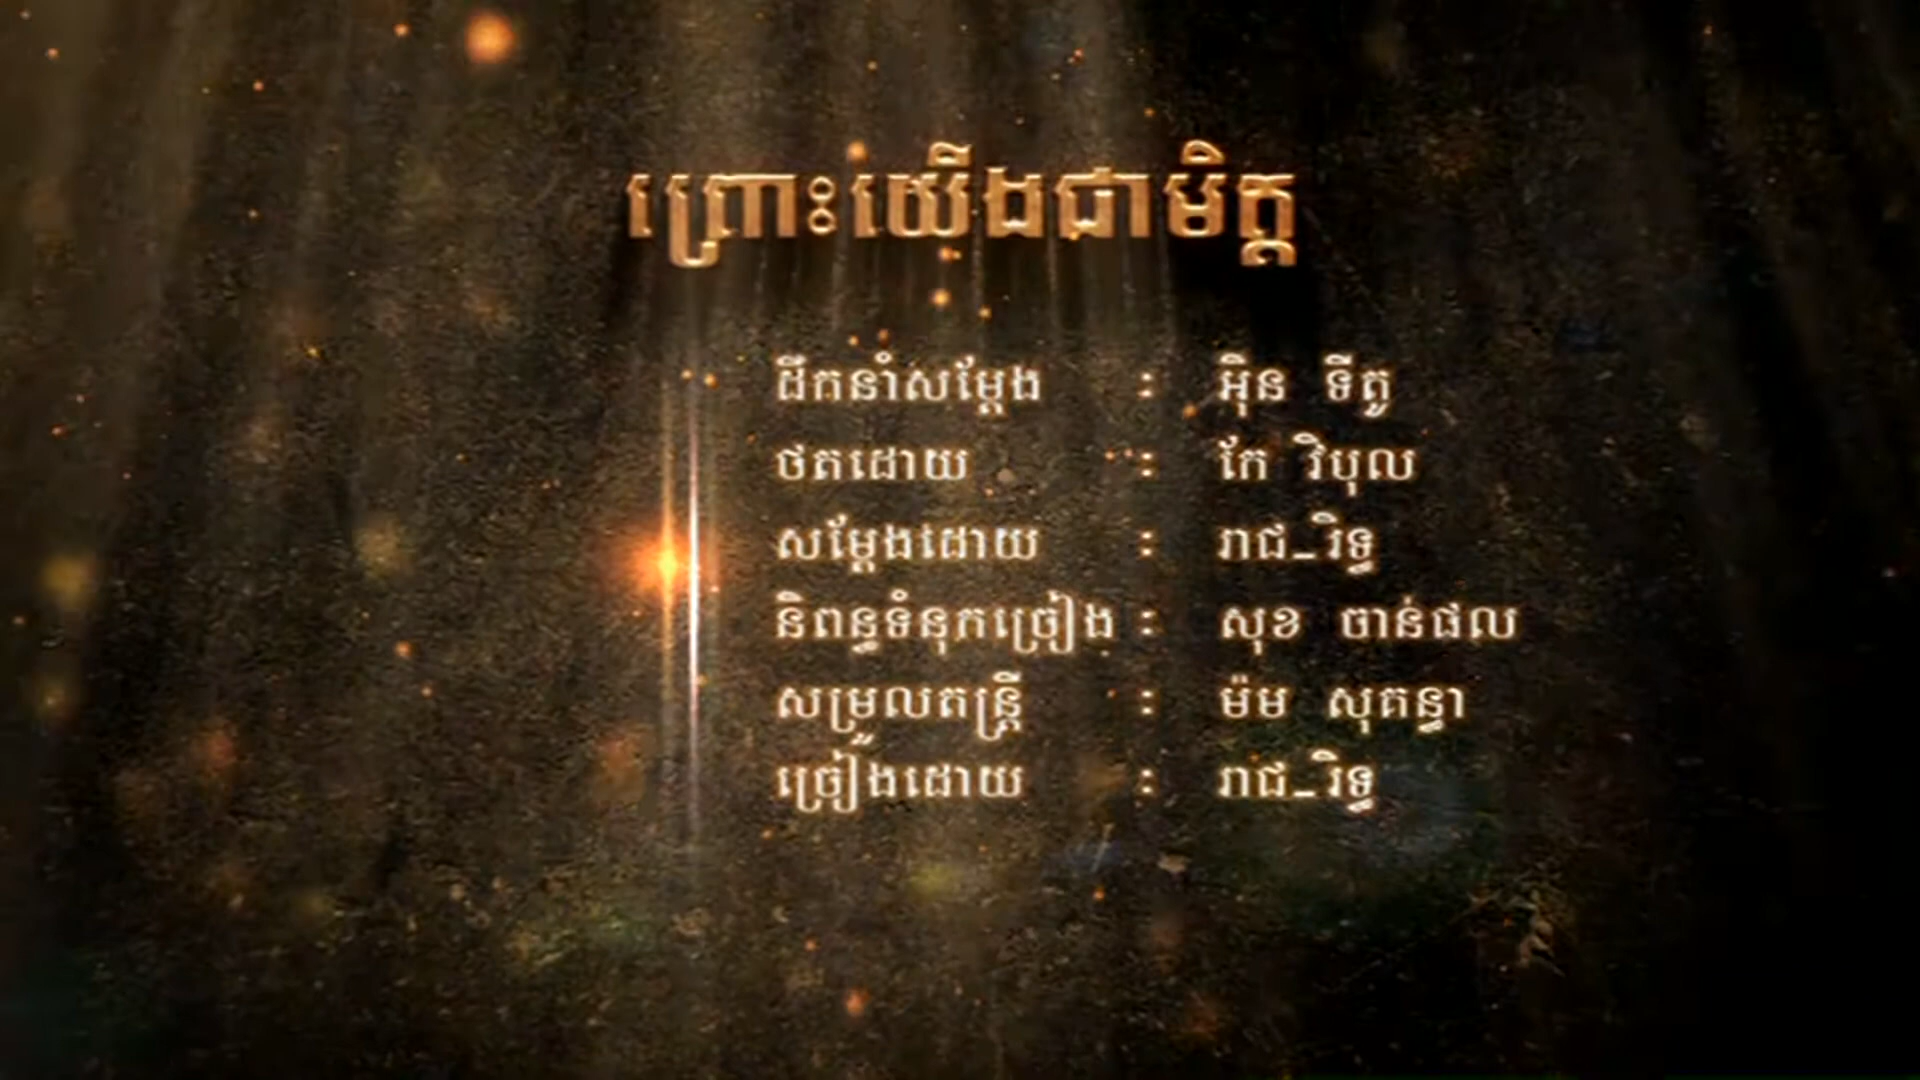 ព្រោះយើងជាមិត្ត
ដឹកនាំសម្តែង : អ៊ិន ទីតូ
ថតដោយ : កែ វិបុល
សម្តែងដោយ : រាជ_រិទ្ធ
និពន្ធទំនុកច្រៀង : សុខ ចាន់ផល
សម្រួលតន្ត្រី : ម៉ម សុគន្ធា
ច្រៀងដោយ : រាជ_រិទ្ធ